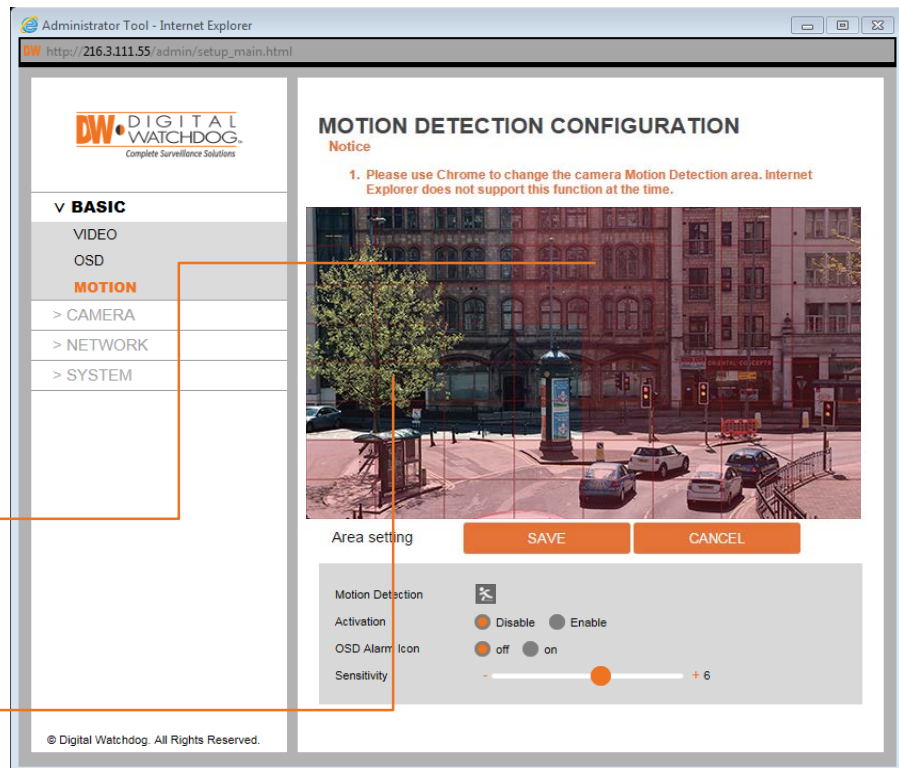 Administrator Tool - Internet Explorer
DW http://216.3.111.55/admin/setup_main.html
DW DIGITAL
WATCHDOG
Complete Surveillance Solutions
MOTION DETECTION CONFIGURATION
Notice
1. Please use Chrome to change the camera Motion Detection area. Internet
Explorer does not support this function at the time.
v BASIC
VIDEO
OSD
MOTION
> CAMERA
> NETWORK
> SYSTEM
ORIENTAL CONCEPTS
Area setting
SAVE
CANCEL
Motion Detection
Activation Disable Enable
OSD Alarm Icon off on
Sensitivity - + 6
© Digital Watchdog. All Rights Reserved.